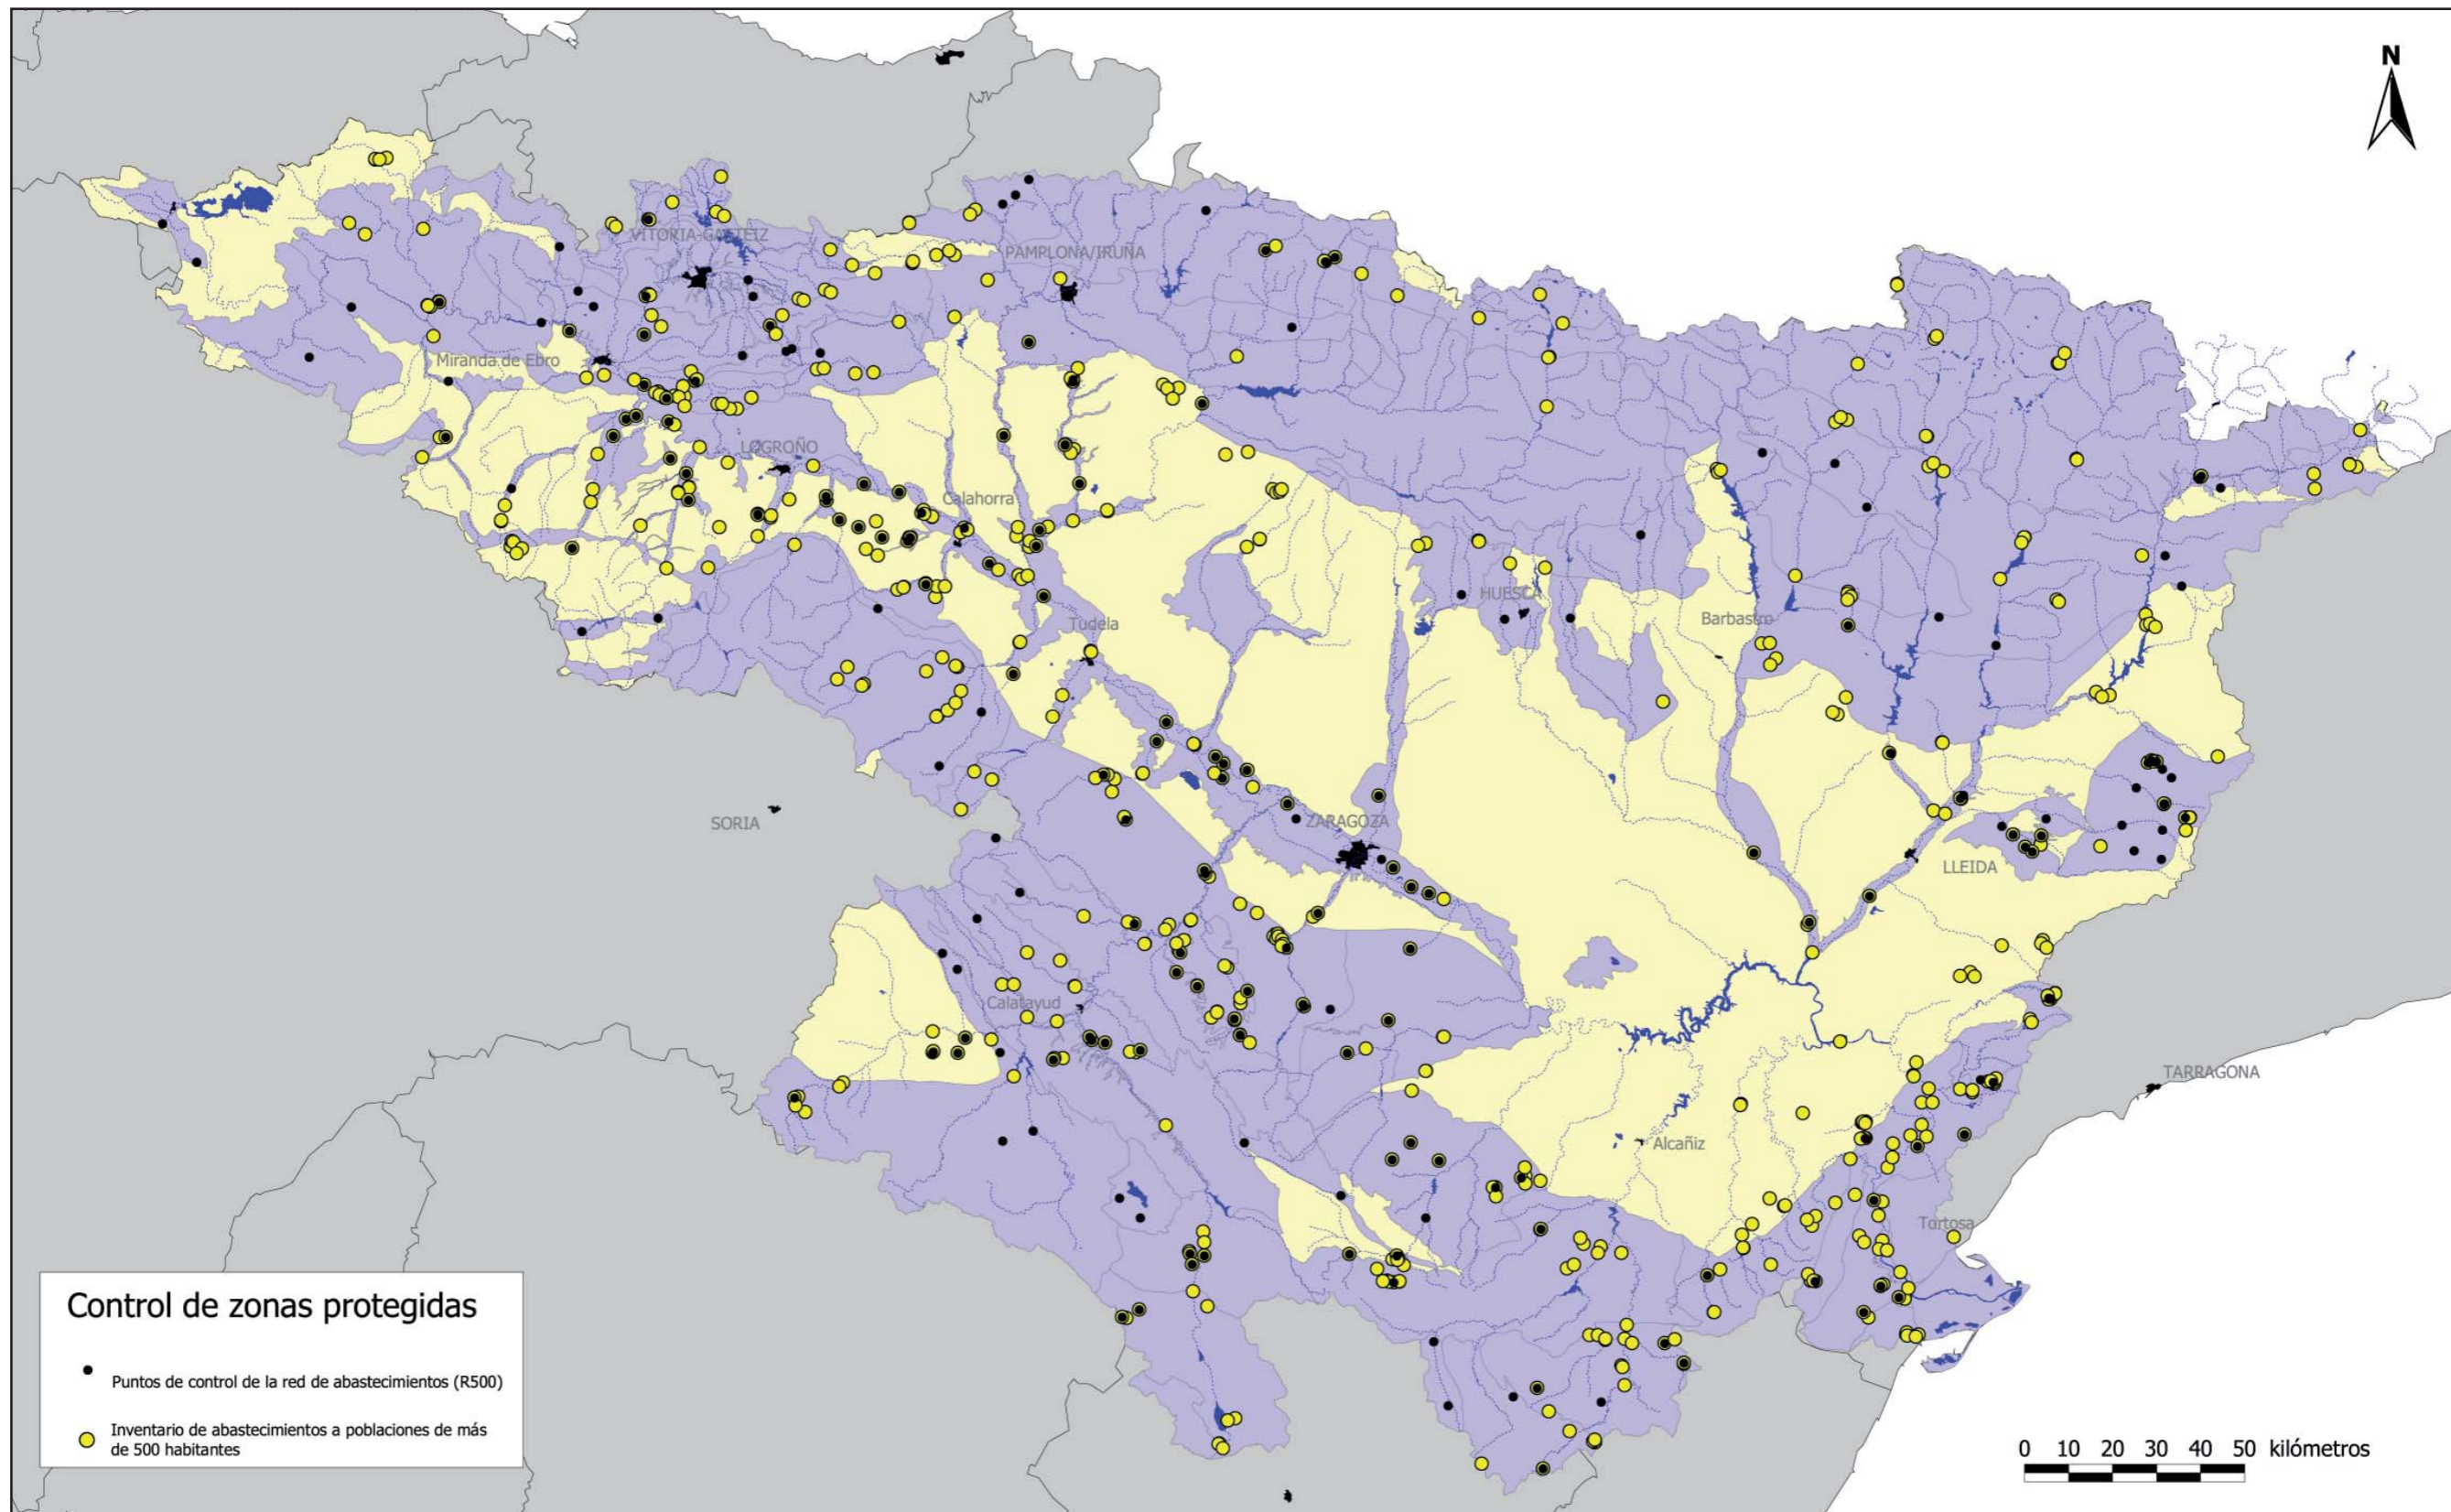 N
VITORIA-GASTEIZ
PAMPLONA/IRUÑA
Miranda de Ebro
LOGROÑO
Calahorra
HUESCA
Barbastro
Tudela
SORIA
ZARAGOZA
LLEIDA
Calatayud
TARRAGONA
Alcañiz
Tortosa
Control de zonas protegidas
Puntos de control de la red de abastecimientos (R500)
Inventario de abastecimientos a poblaciones de más
de 500 habitantes
0 10 20 30 40 50 kilómetros